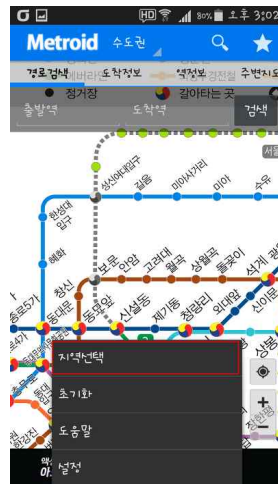 HD 80% 오후 3:02
Metroid 수도권
경로검색 도착정보 역정보 주변지도
정거장 갈아타는 곳
출발역 도착역 검색
성신여대입구
길음
미아사거리
미아
수유
한성대
입구
혜화
창신
보문
안암
고려대
월곡
상월곡
돌곶이
석계
종로5가
동대문
동묘앞
신설동
제기동
청량리
외대앞
신이문
지역선택
초기화
도움말
설정